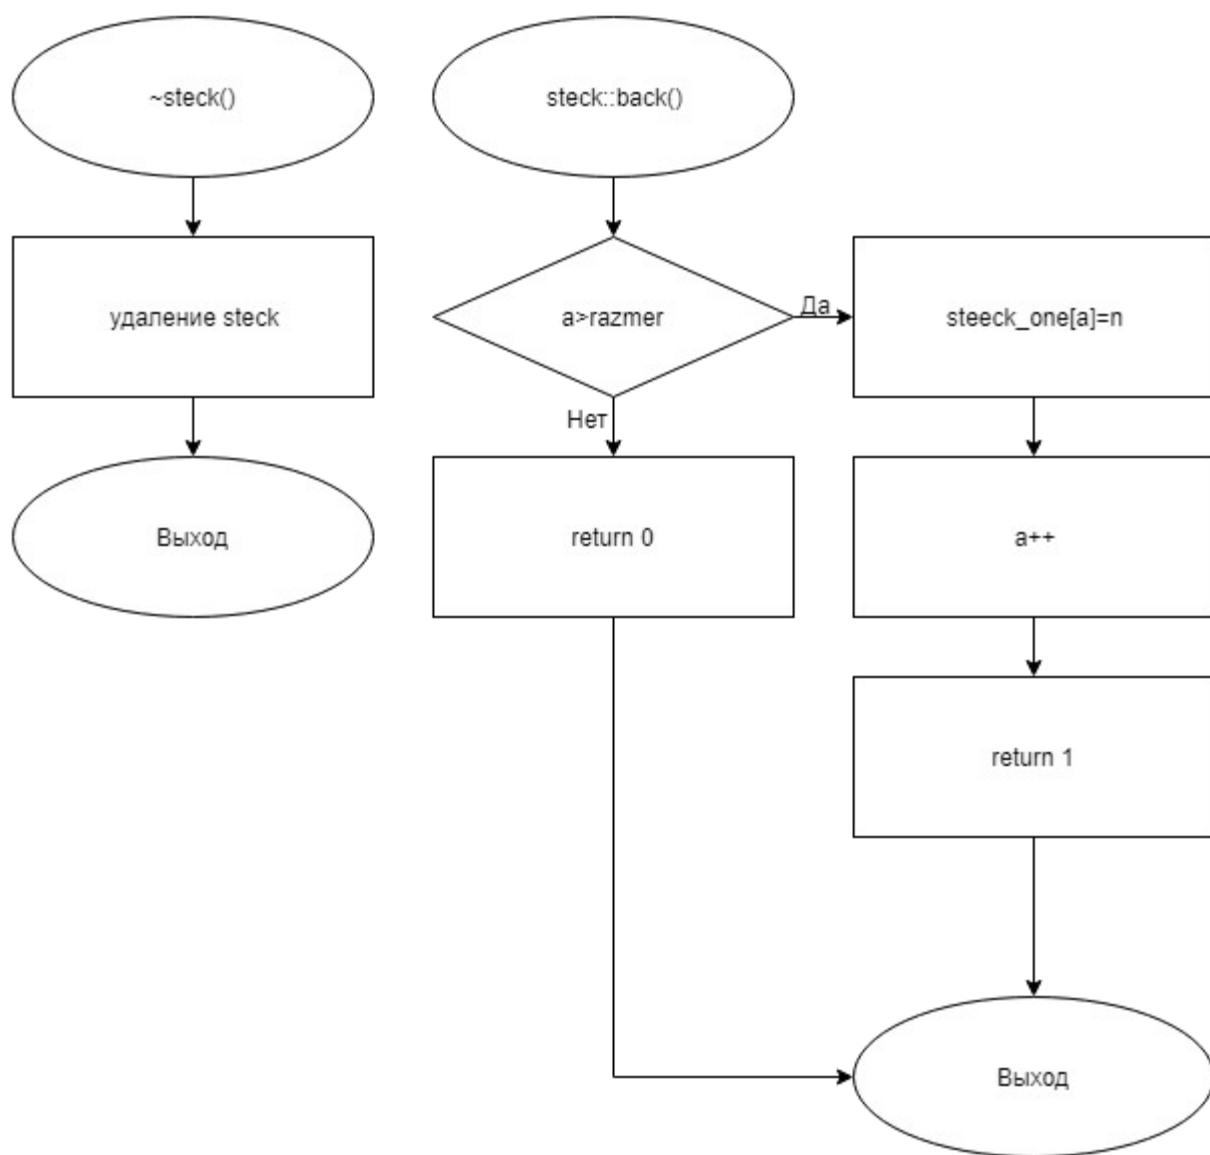 ~steck()
удаление steck
Выход
steck::back()
a>razmer
Да
Нет
return 0
steeck_one[a]=n
a++
return 1
Выход